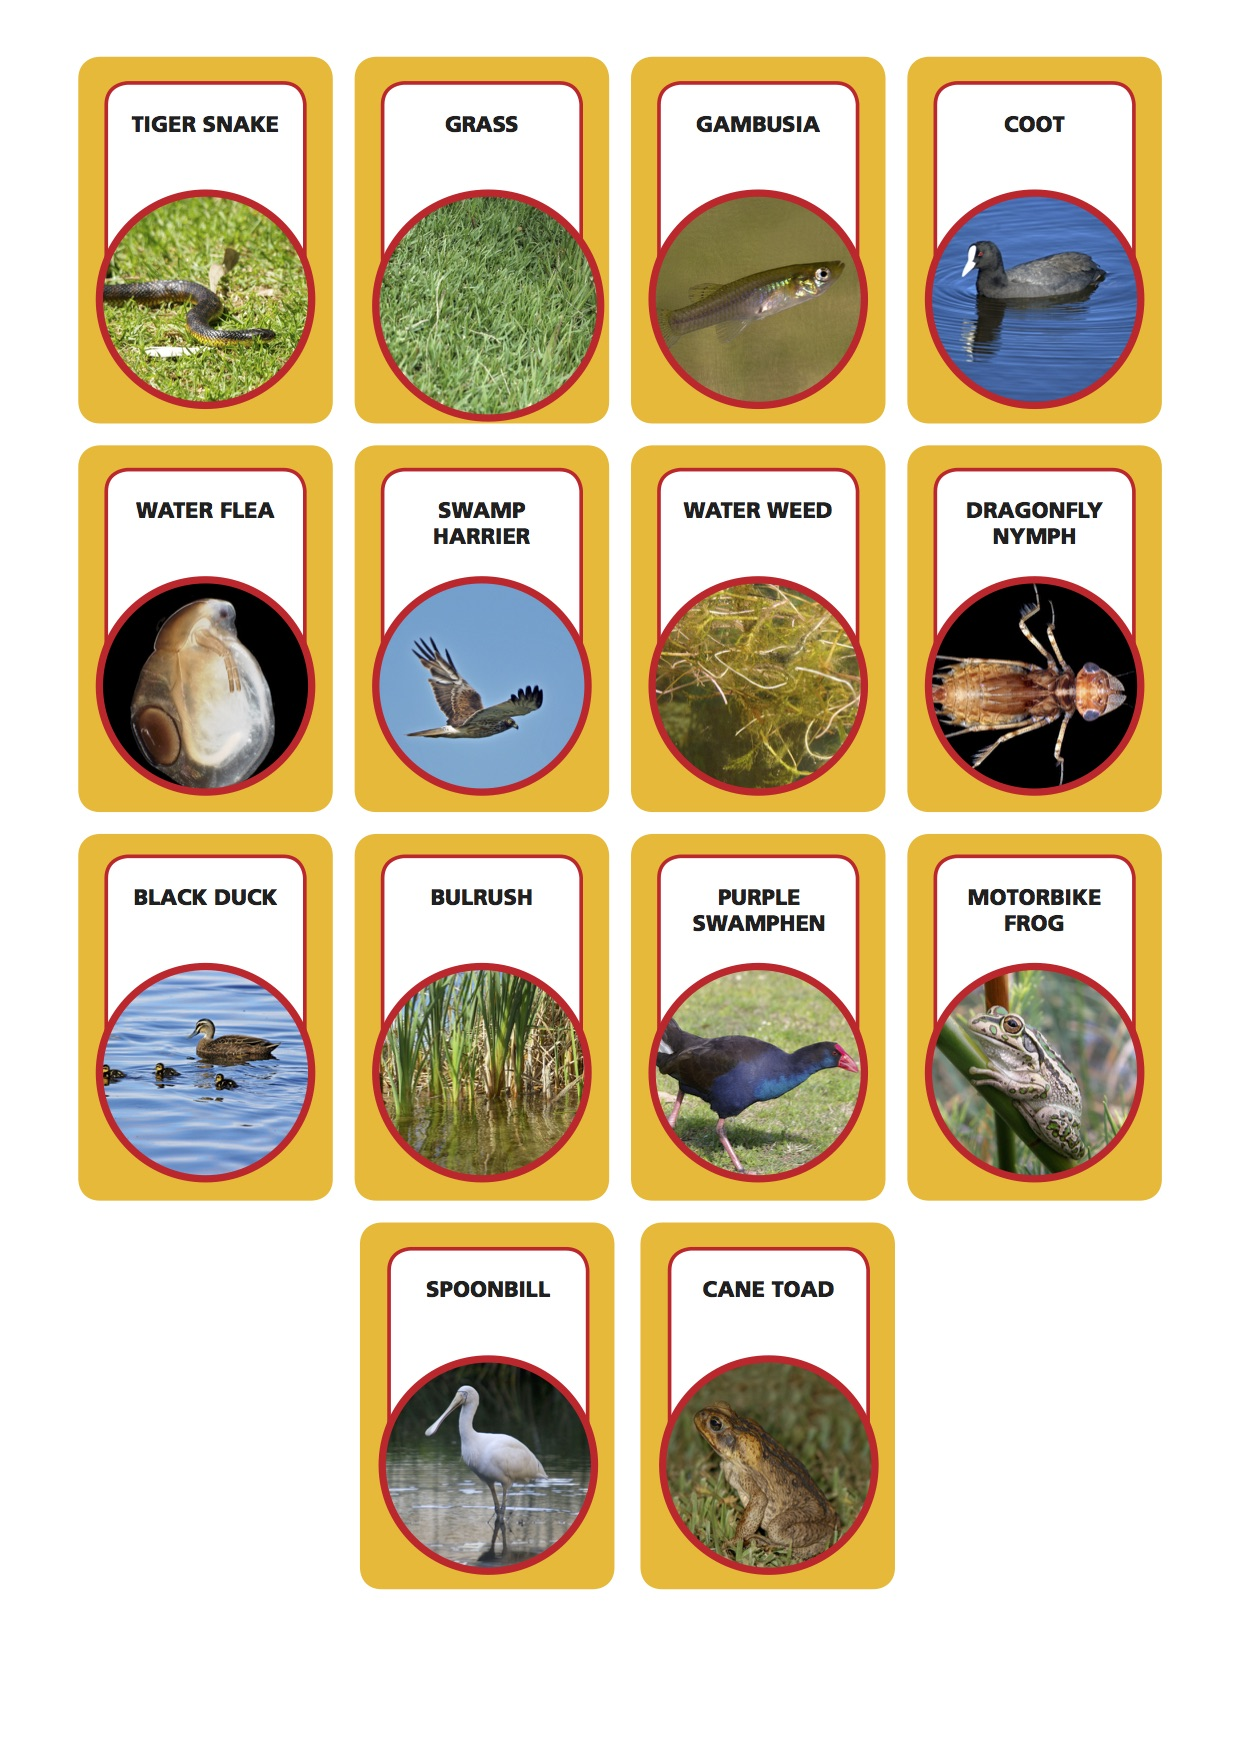 TIGER SNAKE
GRASS
GAMBUSIA
COOT
WATER FLEA
SWAMP
HARRIER
WATER WEED
DRAGONFLY
NYMPH
BLACK DUCK
BULRUSH
PURPLE
SWAMPHEN
MOTORBIKE
FROG
SPOONBILL
CANE TOAD